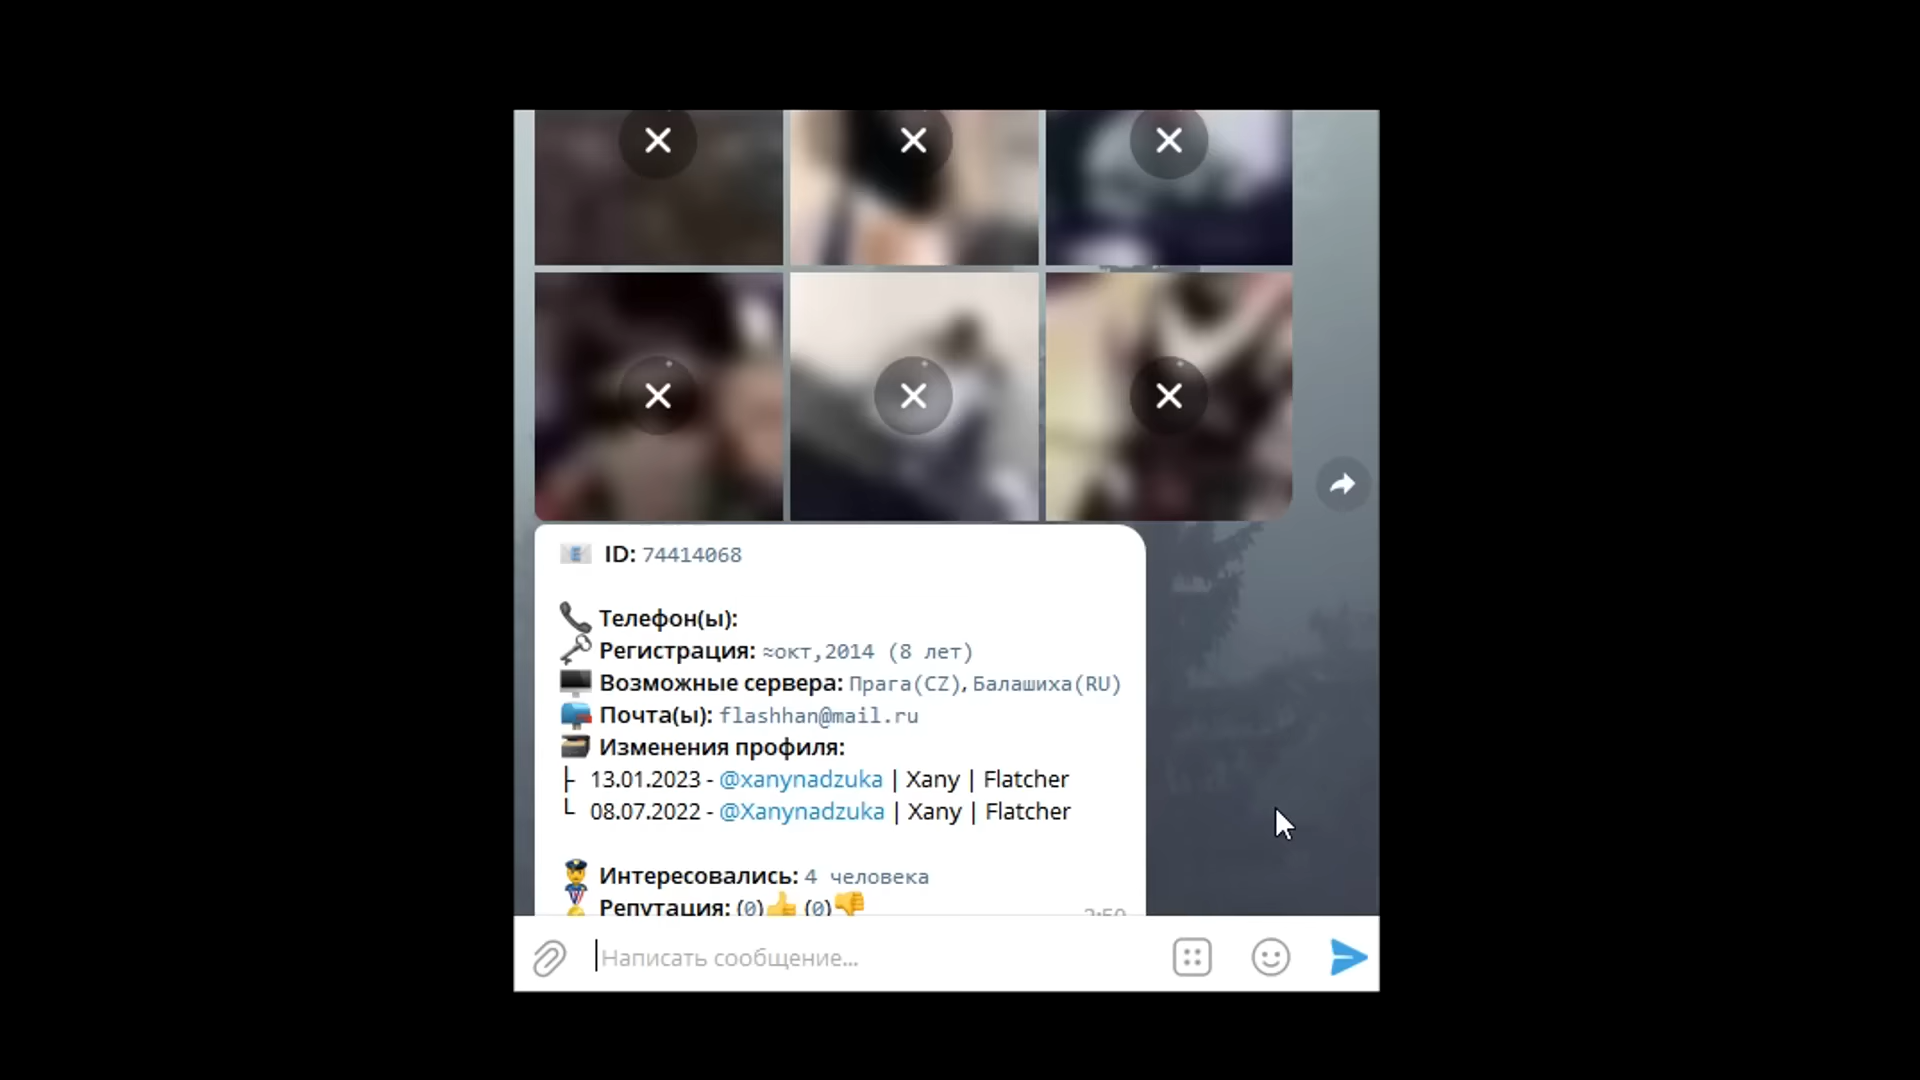 ID: 74414068
Телефон(ы):
Регистрация: ≈окт,2014 (8 лет)
Возможные сервера: Прага(CZ), Балашиха(RU)
Почта(ы): flashhan@mail.ru
Изменения профиля:
├ 13.01.2023 - @xanynadzuka | Xany | Flatcher
└ 08.07.2022 - @Xanynadzuka | Xany | Flatcher
Интересовались: 4 человека
Репутация: (0)👍 (0)👎
Написать сообщение...